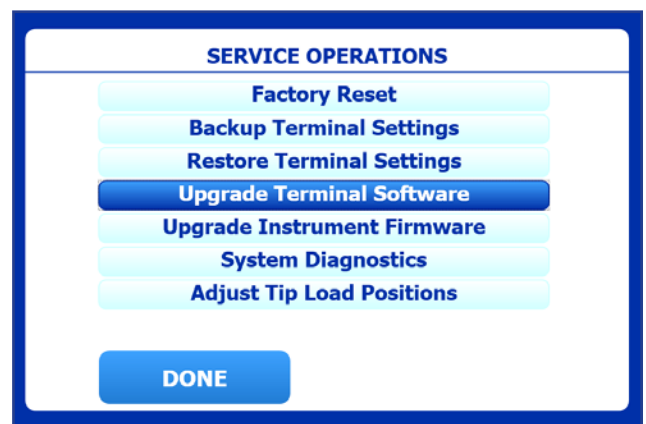 SERVICE OPERATIONS
Factory Reset
Backup Terminal Settings
Restore Terminal Settings
Upgrade Terminal Software
Upgrade Instrument Firmware
System Diagnostics
Adjust Tip Load Positions
DONE